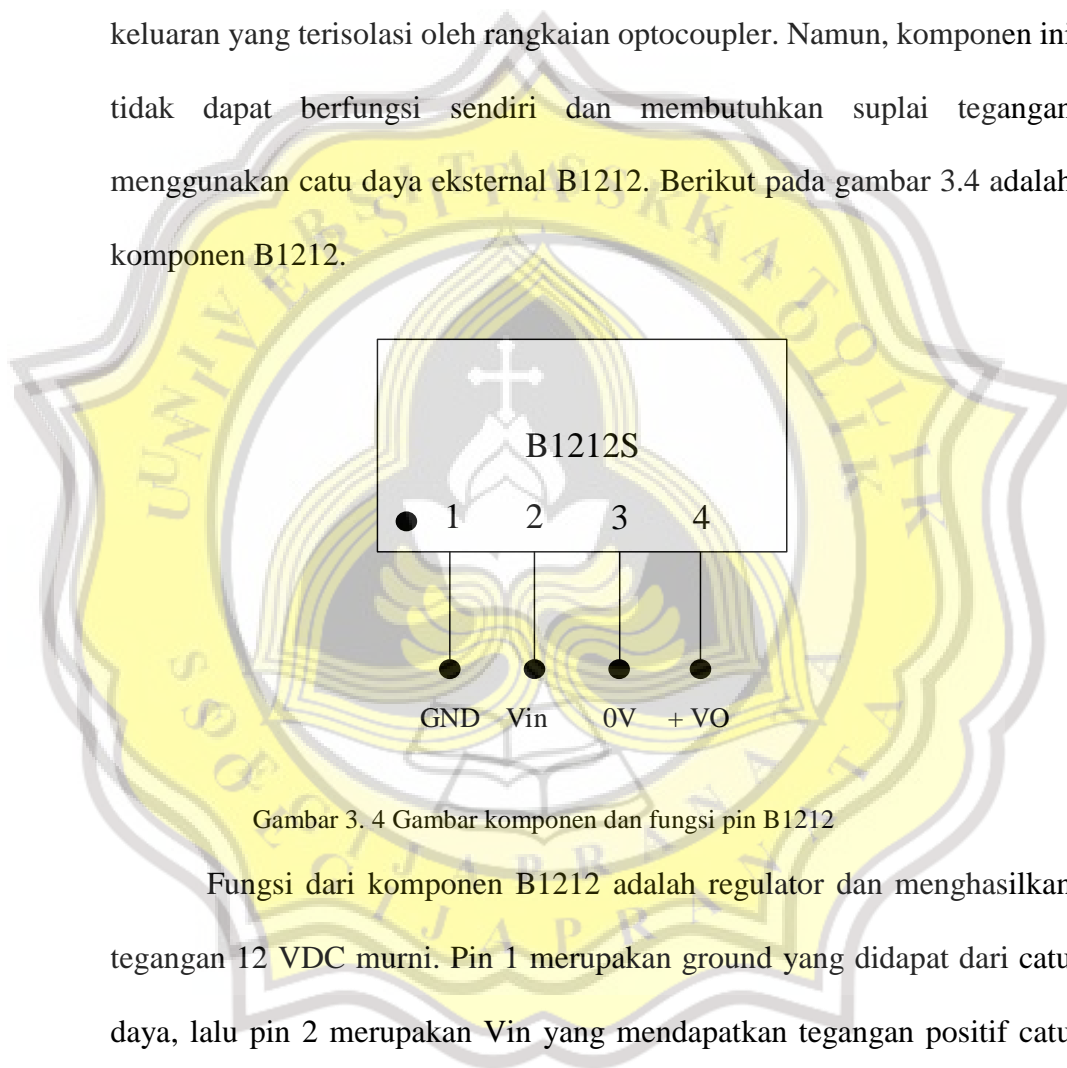 keluaran yang terisolasi oleh rangkaian optocoupler. Namun, komponen ini
tidak dapat berfungsi sendiri dan membutuhkan suplai tegangan
menggunakan catu daya eksternal B1212. Berikut pada gambar 3.4 adalah
komponen B1212.
UNIVERSITAS KATOLIK
B1212S
1 2 3 4
GND Vin 0V + VO
SOEGIJAPRANATA
Gambar 3. 4 Gambar komponen dan fungsi pin B1212
Fungsi dari komponen B1212 adalah regulator dan menghasilkan
tegangan 12 VDC murni. Pin 1 merupakan ground yang didapat dari catu
daya, lalu pin 2 merupakan Vin yang mendapatkan tegangan positif catu